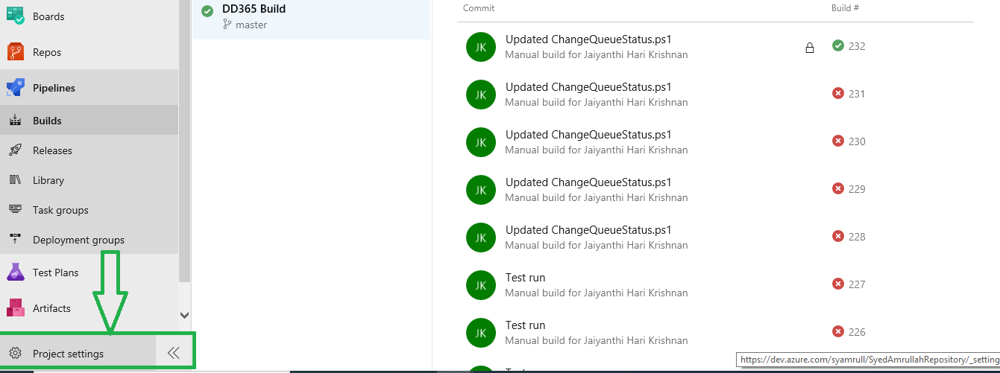 Boards
Repos
Pipelines
Builds
Releases
Library
Task groups
Deployment groups
Test Plans
Artifacts
Project settings
DD365 Build
master
Commit
Build #
JK
Updated ChangeQueueStatus.ps1
Manual build for Jaiyanthi Hari Krishnan
232
JK
Updated ChangeQueueStatus.ps1
Manual build for Jaiyanthi Hari Krishnan
231
JK
Updated ChangeQueueStatus.ps1
Manual build for Jaiyanthi Hari Krishnan
230
JK
Updated ChangeQueueStatus.ps1
Manual build for Jaiyanthi Hari Krishnan
229
JK
Updated ChangeQueueStatus.ps1
Manual build for Jaiyanthi Hari Krishnan
228
JK
Test run
Manual build for Jaiyanthi Hari Krishnan
227
JK
Test run
Manual build for Jaiyanthi Hari Krishnan
226
https://dev.azure.com/syamrull/SyedAmrullahRepository/_setting